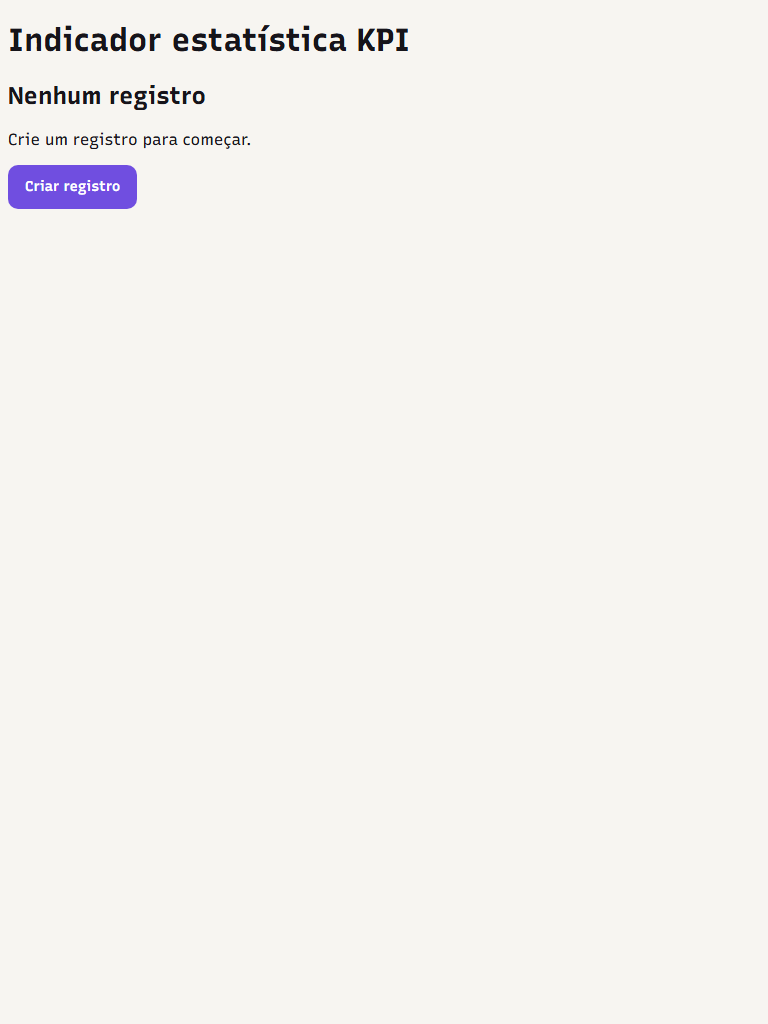 Indicador estatística KPI
Nenhum registro
Crie um registro para começar.
Criar registro